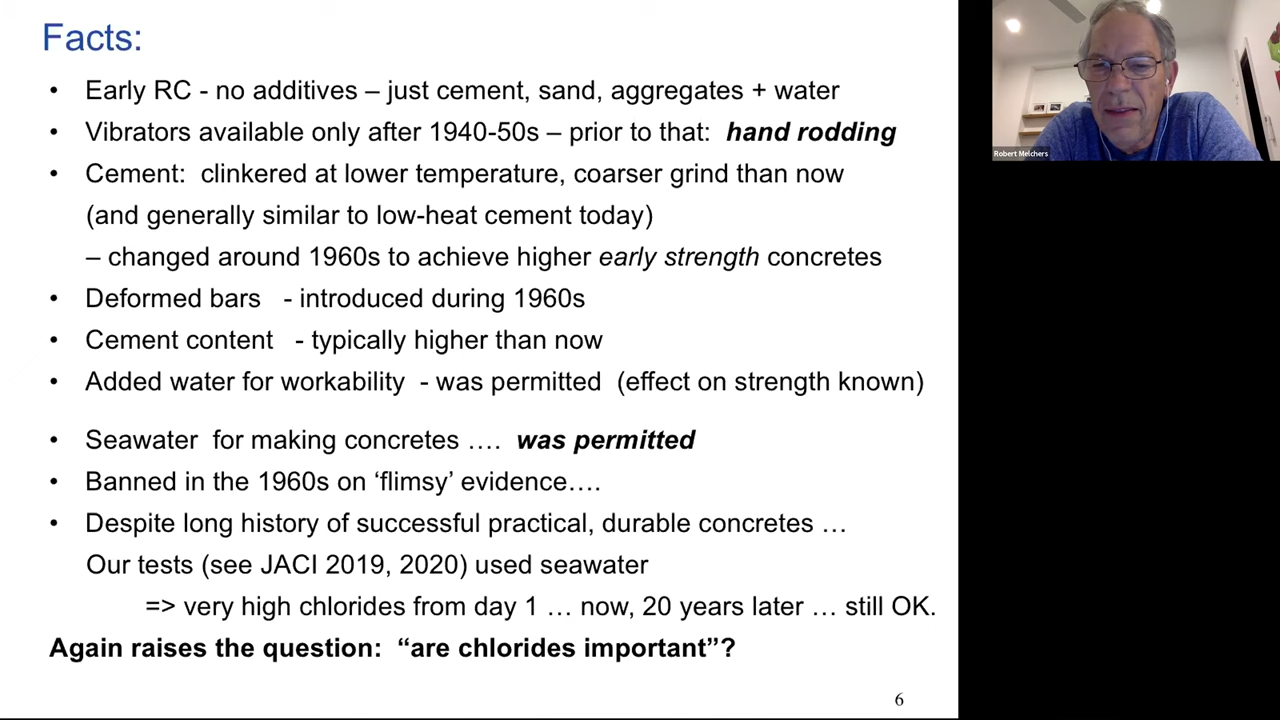 Facts:
• Early RC - no additives – just cement, sand, aggregates + water
• Vibrators available only after 1940-50s – prior to that: hand rodding
• Cement: clinkered at lower temperature, coarser grind than now
(and generally similar to low-heat cement today)
– changed around 1960s to achieve higher early strength concretes
• Deformed bars - introduced during 1960s
• Cement content - typically higher than now
• Added water for workability - was permitted (effect on strength known)
• Seawater for making concretes …. was permitted
• Banned in the 1960s on ‘flimsy’ evidence….
• Despite long history of successful practical, durable concretes …
Our tests (see JACI 2019, 2020) used seawater
=> very high chlorides from day 1 … now, 20 years later … still OK.
Again raises the question: “are chlorides important”?
6
Robert Melchers